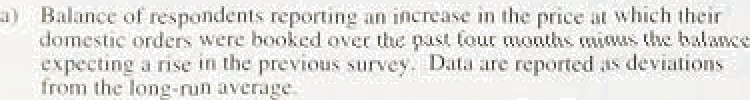 a) Balance of respondents reporting an increase in the price at which their
domestic orders were booked over the past four months minus the balance
expecting a rise in the previous survey. Data are reported as deviations
from the long-run average.